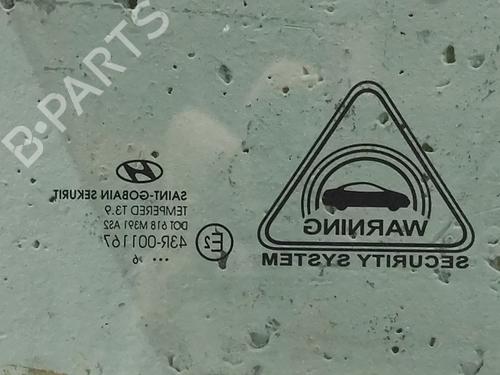 B-PARTS
SAINT-GOBAIN SEKURIT
TEMPERED T3.9
DOT 618 M391 AS2
43R-001167
E2
WARNING
SECURITY SYSTEM